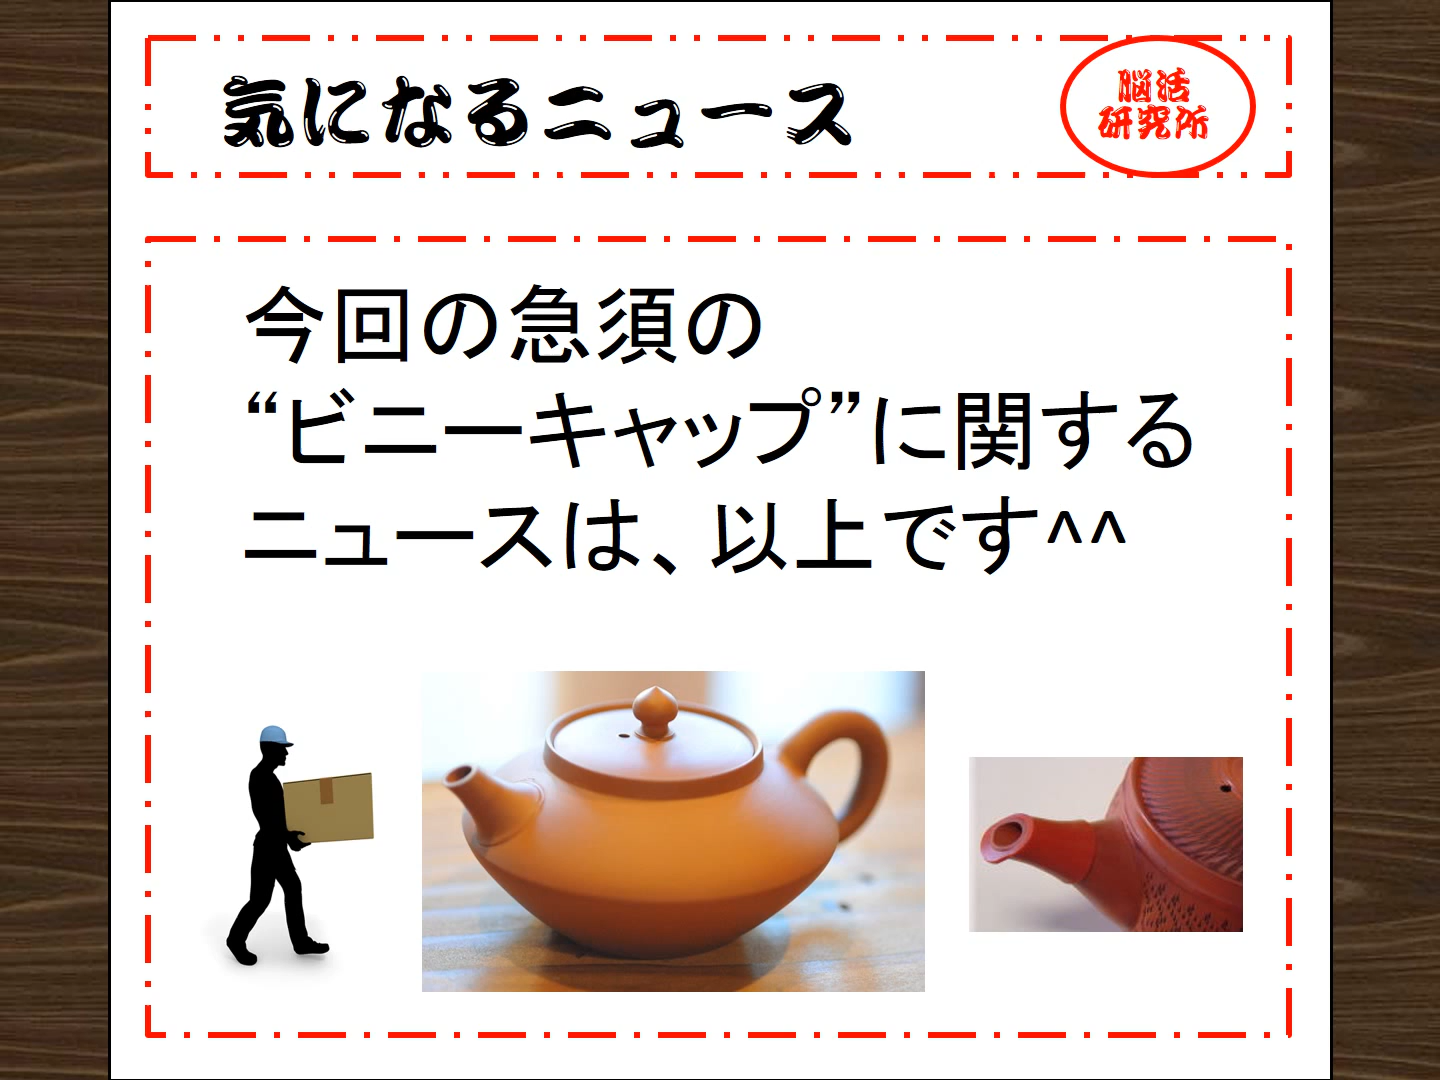 気になるニュース
脳活
研究所
今回の急須の
“ビニーキャップ”に関する
ニュースは、以上です^^